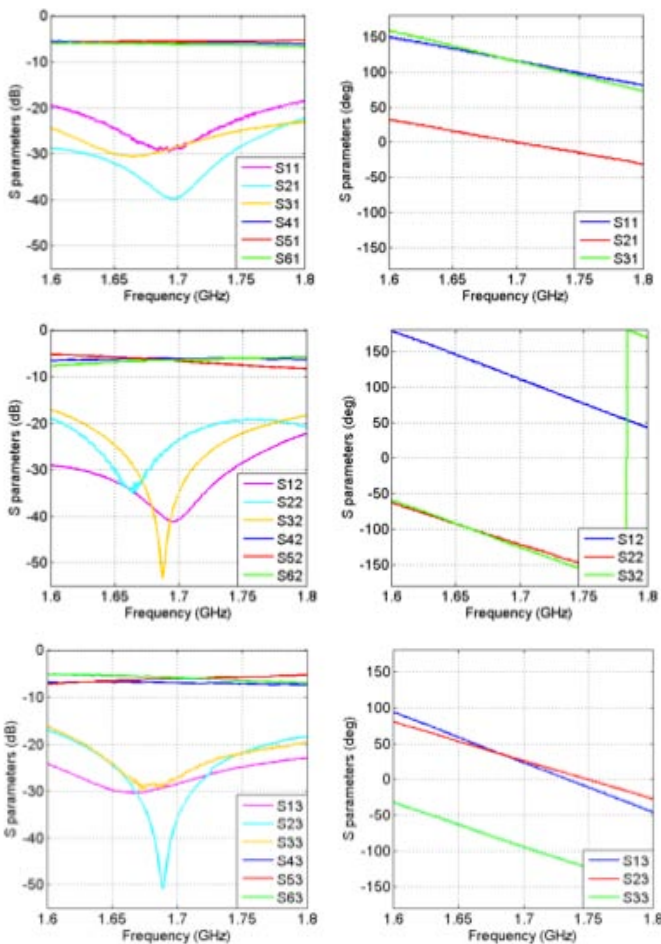 0
-10
-20
-30
-40
-50
S parameters (dB)
S11
S21
S31
S41
S51
S61
1.6 1.65 1.7 1.75 1.8
Frequency (GHz)
150
100
50
0
-50
-100
-150
S parameters (deg)
S11
S21
S31
1.6 1.65 1.7 1.75 1.8
Frequency (GHz)
0
-10
-20
-30
-40
-50
S parameters (dB)
S12
S22
S32
S42
S52
S62
1.6 1.65 1.7 1.75 1.8
Frequency (GHz)
150
100
50
0
-50
-100
-150
S parameters (deg)
S12
S22
S32
1.6 1.65 1.7 1.75 1.8
Frequency (GHz)
0
-10
-20
-30
-40
-50
S parameters (dB)
S13
S23
S33
S43
S53
S63
1.6 1.65 1.7 1.75 1.8
Frequency (GHz)
150
100
50
0
-50
-100
-150
S parameters (deg)
S13
S23
S33
1.6 1.65 1.7 1.75 1.8
Frequency (GHz)